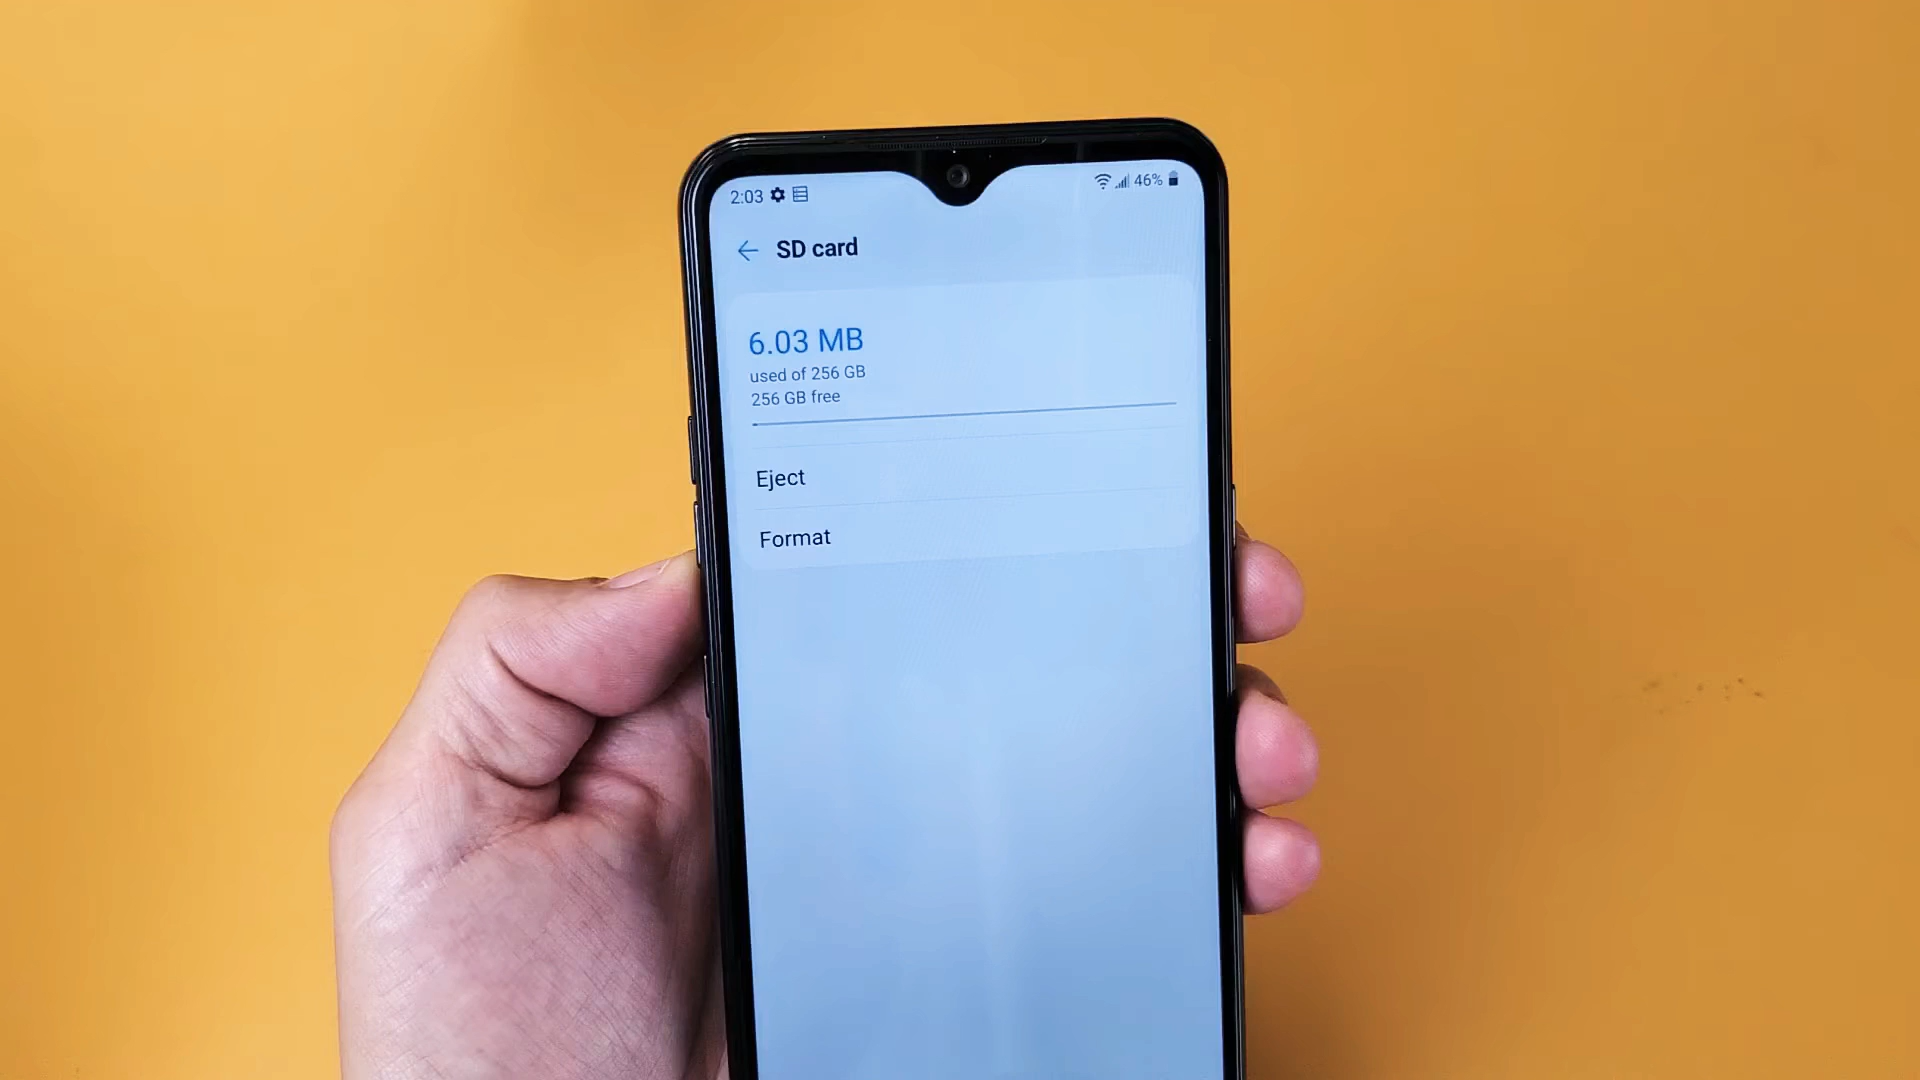 2:03 46%
SD card
6.03 MB
used of 256 GB
256 GB free
Eject
Format